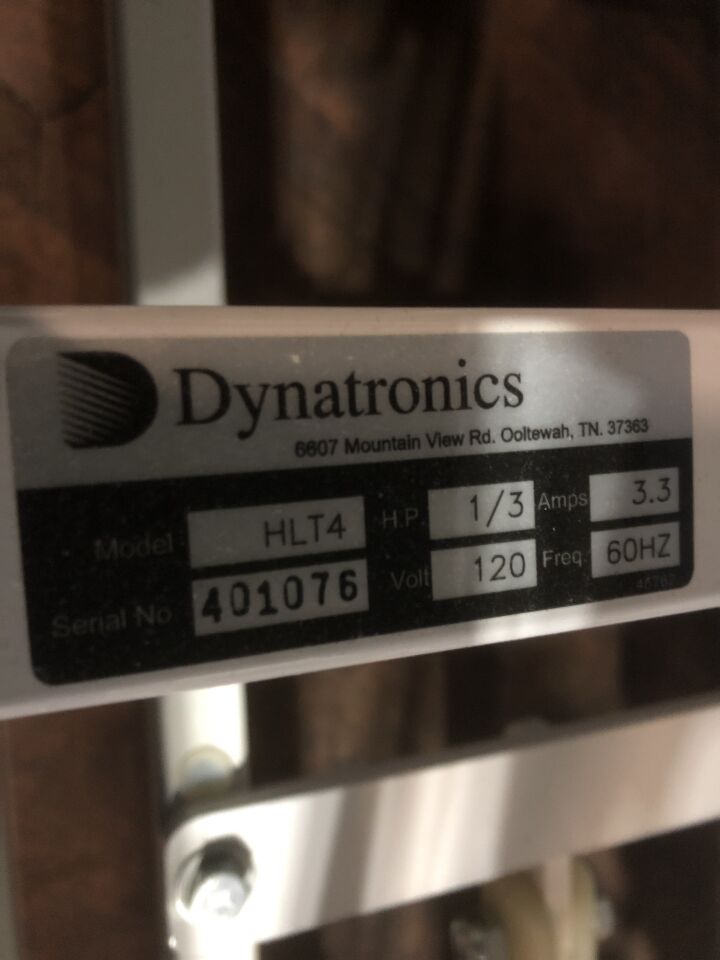 Dynatronics
6607 Mountain View Rd. Ooltewah, TN. 37363
Model HLT4 H.P. 1/3 Amps 3.3
Serial No 401076 Volt 120 Freq. 60HZ